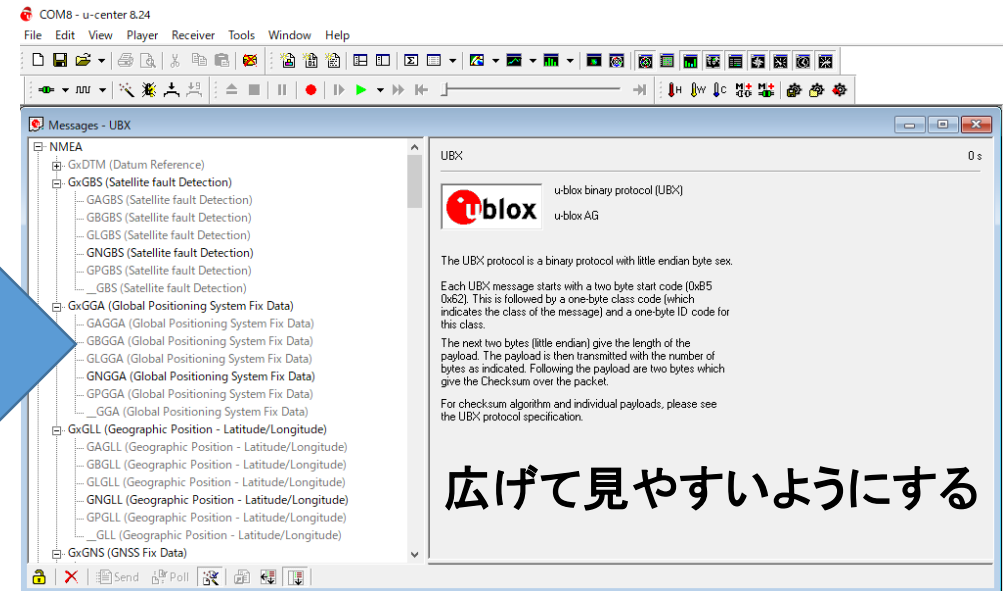 COM8 - u-center 8.24
File Edit View Player Receiver Tools Window Help
H W C
Messages - UBX
NMEA
GxDTM (Datum Reference)
GxGBS (Satellite fault Detection)
GAGBS (Satellite fault Detection)
GBGBS (Satellite fault Detection)
GLGBS (Satellite fault Detection)
GNGBS (Satellite fault Detection)
GPGBS (Satellite fault Detection)
__GBS (Satellite fault Detection)
GxGGA (Global Positioning System Fix Data)
GAGGA (Global Positioning System Fix Data)
GBGGA (Global Positioning System Fix Data)
GLGGA (Global Positioning System Fix Data)
GNGGA (Global Positioning System Fix Data)
GPGGA (Global Positioning System Fix Data)
__GGA (Global Positioning System Fix Data)
GxGLL (Geographic Position - Latitude/Longitude)
GAGLL (Geographic Position - Latitude/Longitude)
GBGLL (Geographic Position - Latitude/Longitude)
GLGLL (Geographic Position - Latitude/Longitude)
GNGLL (Geographic Position - Latitude/Longitude)
GPGLL (Geographic Position - Latitude/Longitude)
__GLL (Geographic Position - Latitude/Longitude)
GxGNS (GNSS Fix Data)
UBX 0 s
ublox
u-blox binary protocol (UBX)
u-blox AG
The UBX protocol is a binary protocol with little endian byte sex.
Each UBX message starts with a two byte start code (0xB5
0x62). This is followed by a one-byte class code (which
indicates the class of the message) and a one-byte ID code for
this class.
The next two bytes (little endian) give the length of the
payload. The payload is then transmitted with the number of
bytes as indicated. Following the payload are two bytes which
give the Checksum over the packet.
For checksum algorithm and individual payloads, please see
the UBX protocol specification.
広げて見やすいようにする
Send Poll